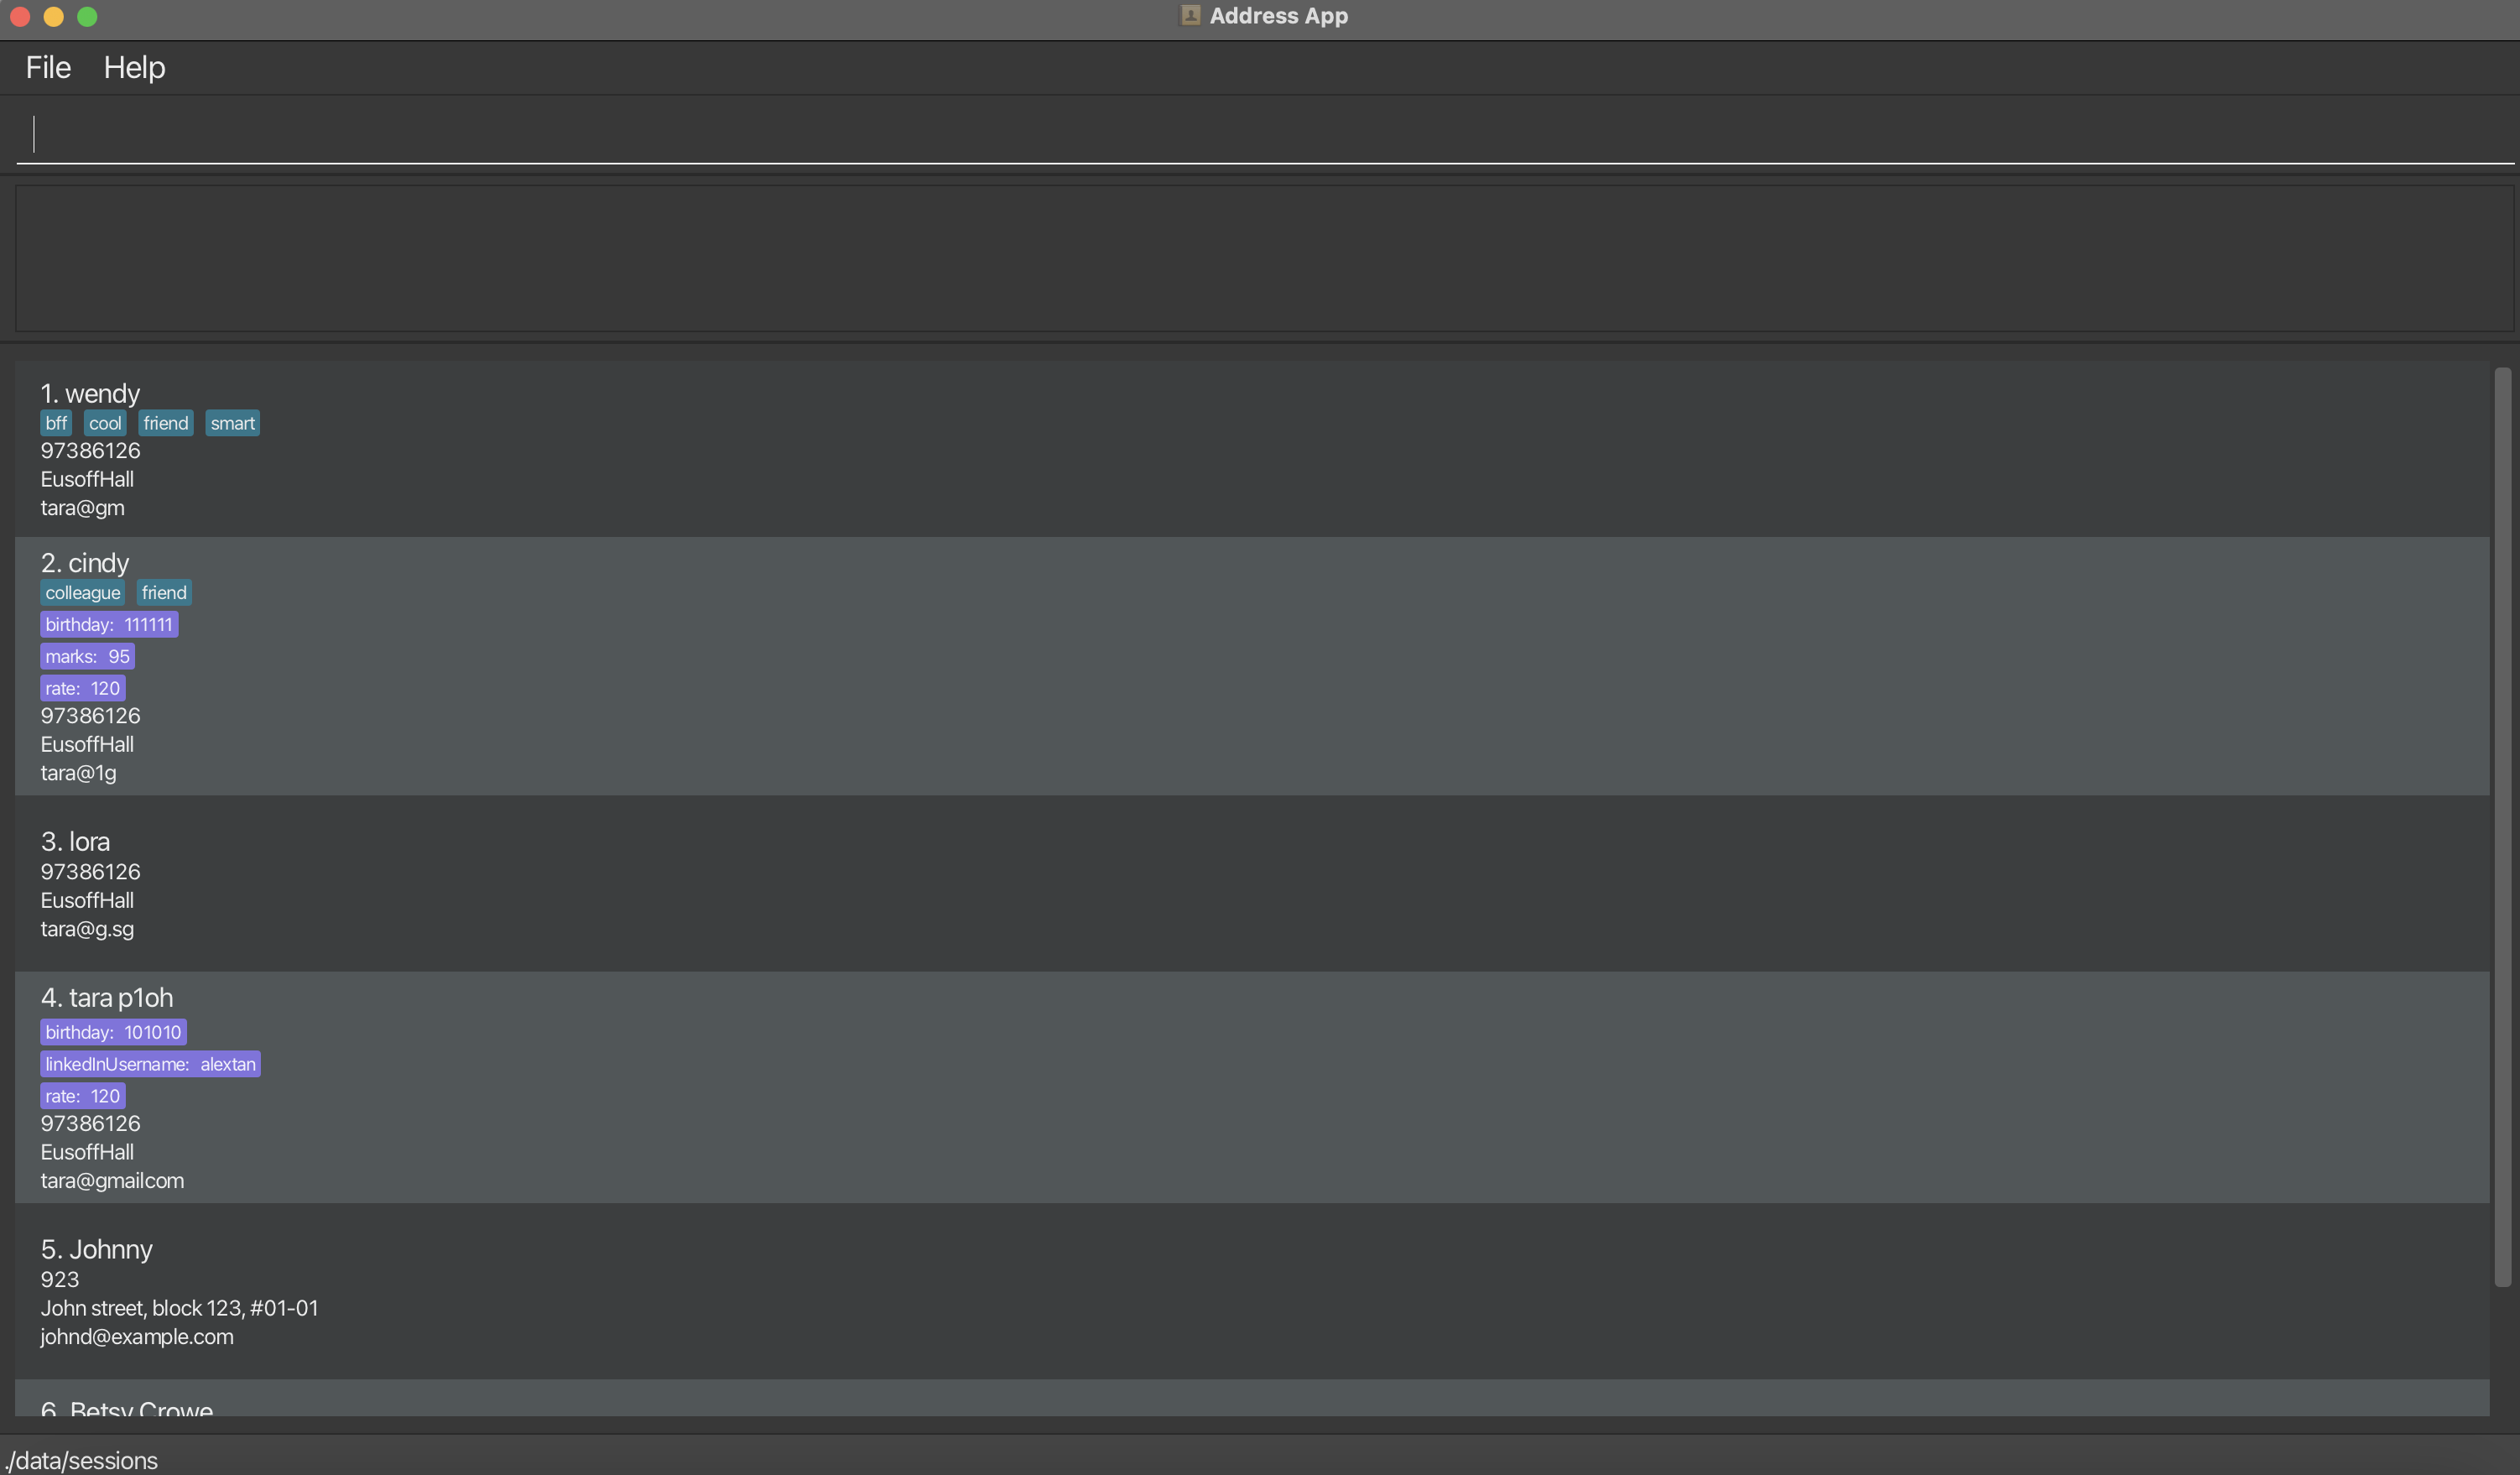 Address App
File Help
1. wendy
bff cool friend smart
97386126
EusoffHall
tara@gm
2. cindy
colleague friend
birthday: 111111
marks: 95
rate: 120
97386126
EusoffHall
tara@1g
3. lora
97386126
EusoffHall
tara@g.sg
4. tara p1oh
birthday: 101010
linkedInUsername: alextan
rate: 120
97386126
EusoffHall
tara@gmailcom
5. Johnny
923
John street, block 123, #01-01
johnd@example.com
6. Betsy Crowe
./data/sessions